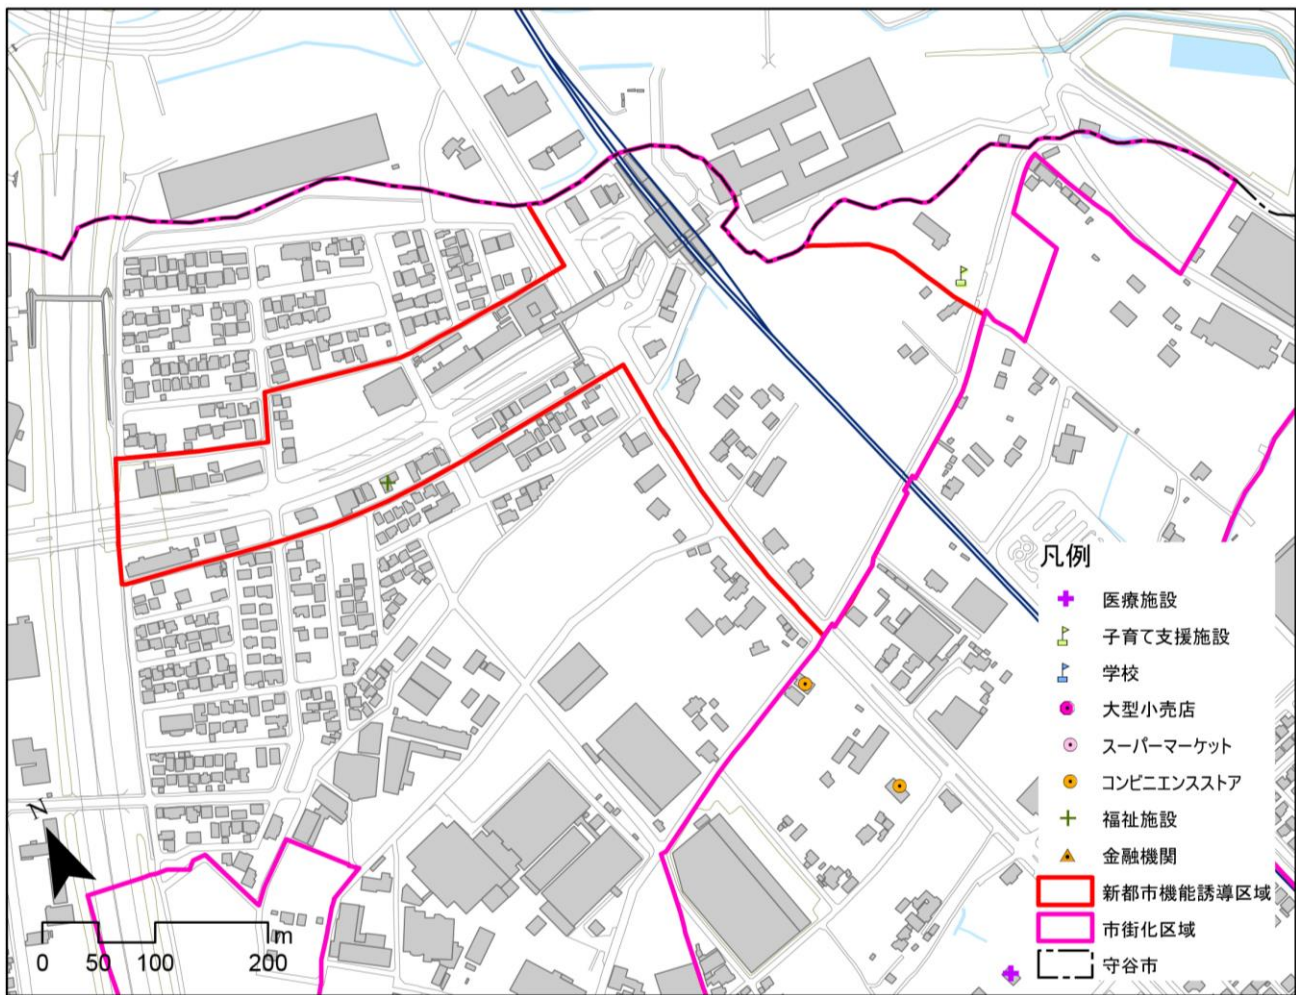 凡例
医療施設
子育て支援施設
学校
大型小売店
スーパーマーケット
コンビニエンスストア
福祉施設
金融機関
新都市機能誘導区域
市街化区域
守谷市
N
m
0 50 100 200